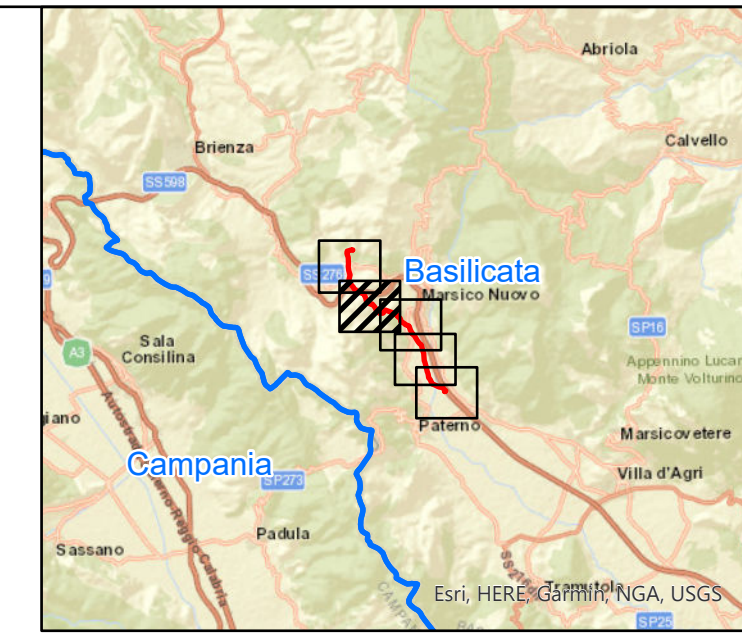 Abriola
Calvello
Brienza
SS598
Basilicata
SS276
Marsico Nuovo
SP16
Sala
Consilina
A3
Appennino Lucan
Monte Volturino
iano
Paterno
Marsicovetere
Campania
SP273
Villa d'Agri
Padula
Sassano
Tramutola
Esri, HERE, Garmin, NGA, USGS
SP25